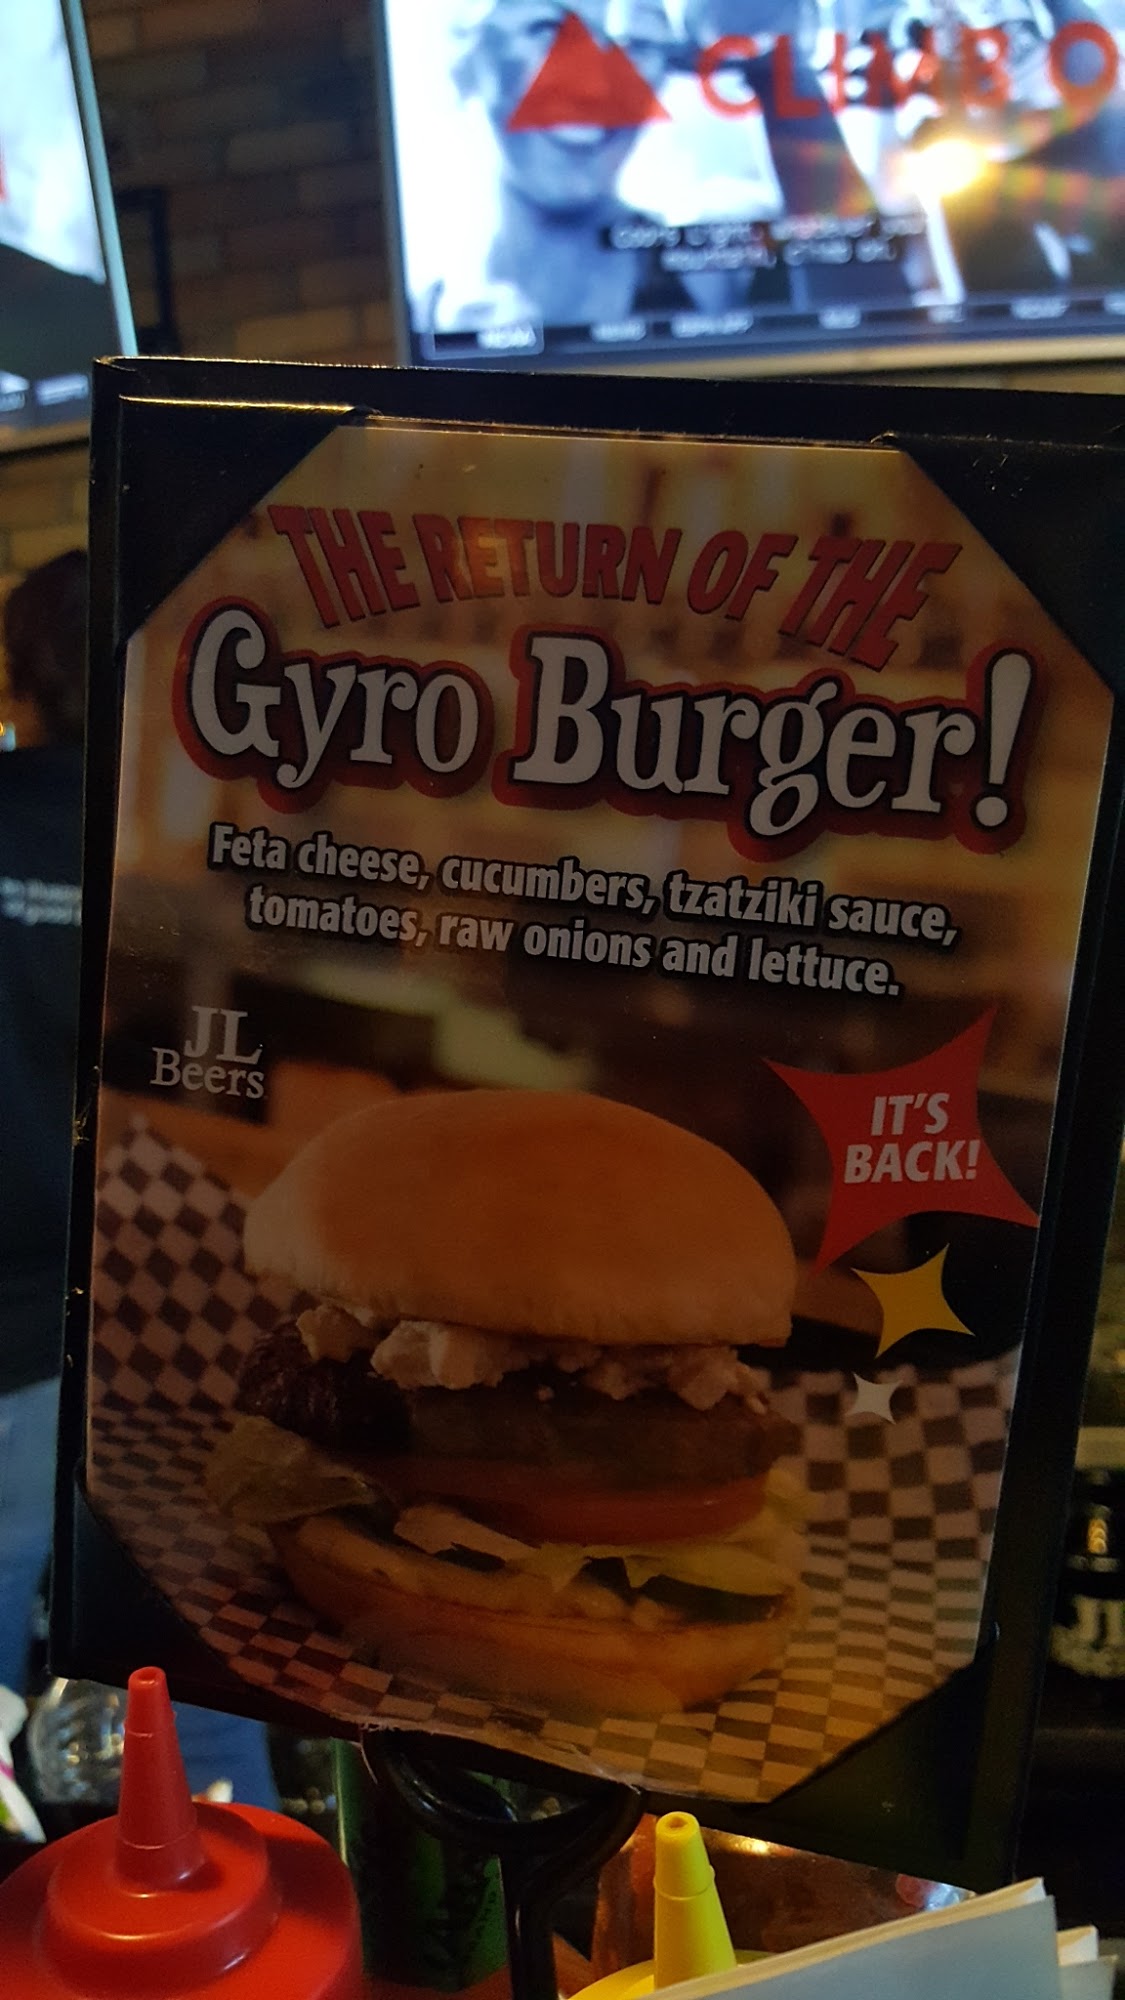 CLIMB O
THE RETURN OF THE
Gyro Burger!
Feta cheese, cucumbers, tzatziki sauce,
tomatoes, raw onions and lettuce.
JL
Beers
IT'S
BACK!